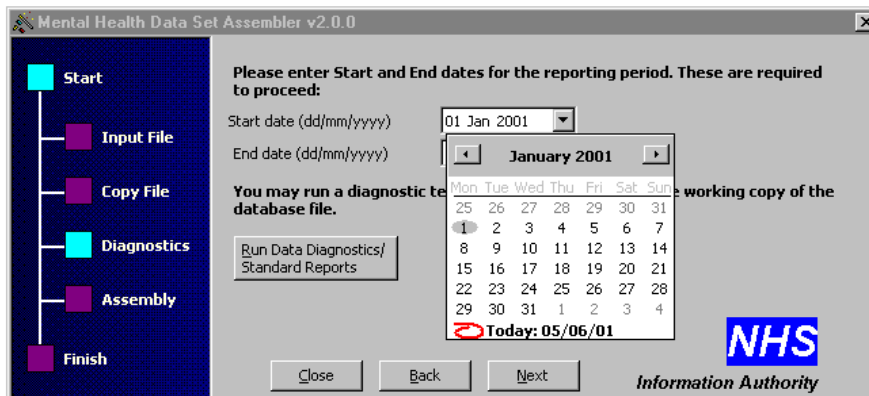 Mental Health Data Set Assembler v2.0.0
Start
Input File
Copy File
Diagnostics
Assembly
Finish
Please enter Start and End dates for the reporting period. These are required
to proceed:
Start date (dd/mm/yyyy) 01 Jan 2001
End date (dd/mm/yyyy)
January 2001
Mon Tue Wed Thu Fri Sat Sun
25 26 27 28 29 30 31
1 2 3 4 5 6 7
8 9 10 11 12 13 14
15 16 17 18 19 20 21
22 23 24 25 26 27 28
29 30 31 1 2 3 4
Today: 05/06/01
You may run a diagnostic te working copy of the
database file.
Run Data Diagnostics/
Standard Reports
Close Back Next
NHS
Information Authority